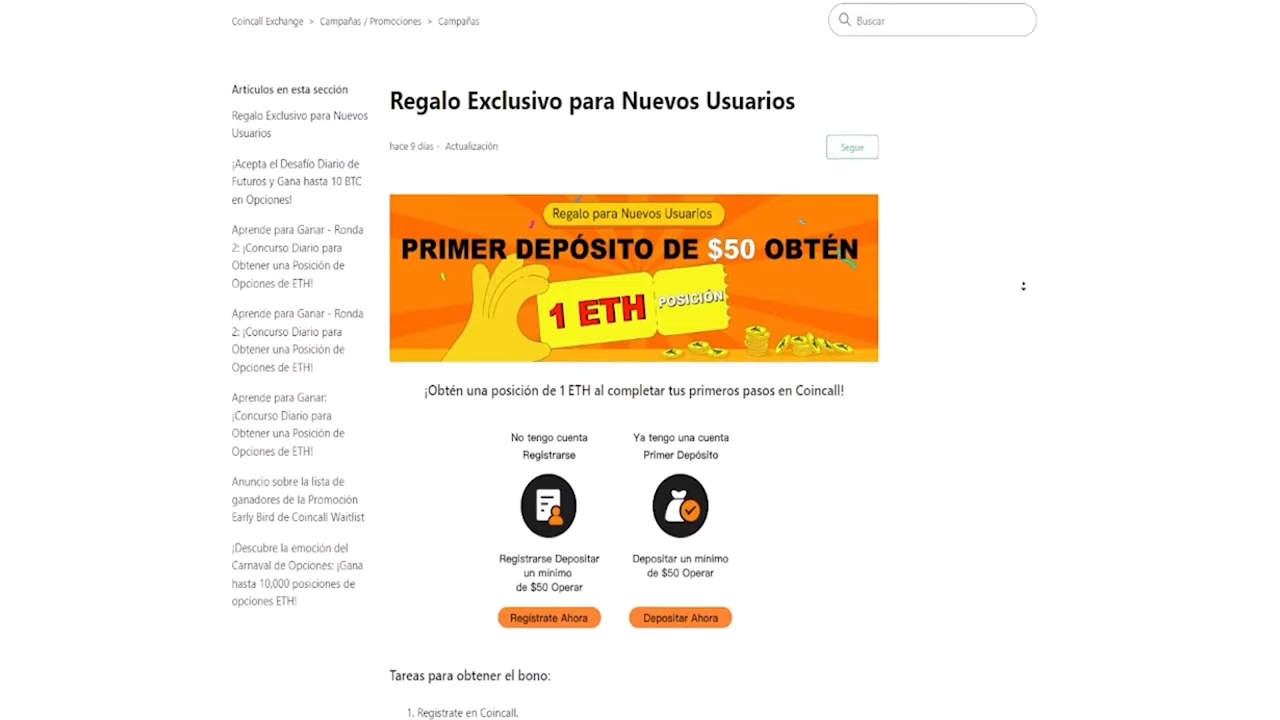 Coincall Exchange > Campañas / Promociones > Campañas
Buscar
Artículos en esta sección
Regalo Exclusivo para Nuevos
Usuarios
¡Acepta el Desafío Diario de
Futuros y Gana hasta 10 BTC
en Opciones!
Aprende para Ganar - Ronda
2: ¡Concurso Diario para
Obtener una Posición de
Opciones de ETH!
Aprende para Ganar - Ronda
2: ¡Concurso Diario para
Obtener una Posición de
Opciones de ETH!
Aprende para Ganar:
¡Concurso Diario para
Obtener una Posición de
Opciones de ETH!
Anuncio sobre la lista de
ganadores de la Promoción
Early Bird de Coincall Waitlist
¡Descubre la emoción del
Carnaval de Opciones: ¡Gana
hasta 10,000 posiciones de
opciones ETH!
Regalo Exclusivo para Nuevos Usuarios
hace 9 días · Actualización
Seguir
Regalo para Nuevos Usuarios
PRIMER DEPÓSITO DE $50 OBTÉN
1 ETH POSICIÓN
¡Obtén una posición de 1 ETH al completar tus primeros pasos en Coincall!
No tengo cuenta
Registrarse
Registrarse Depositar
un mínimo
de $50 Operar
Regístrate Ahora
Ya tengo una cuenta
Primer Depósito
Depositar un mínimo
de $50 Operar
Depositar Ahora
Tareas para obtener el bono:
1. Regístrate en Coincall.